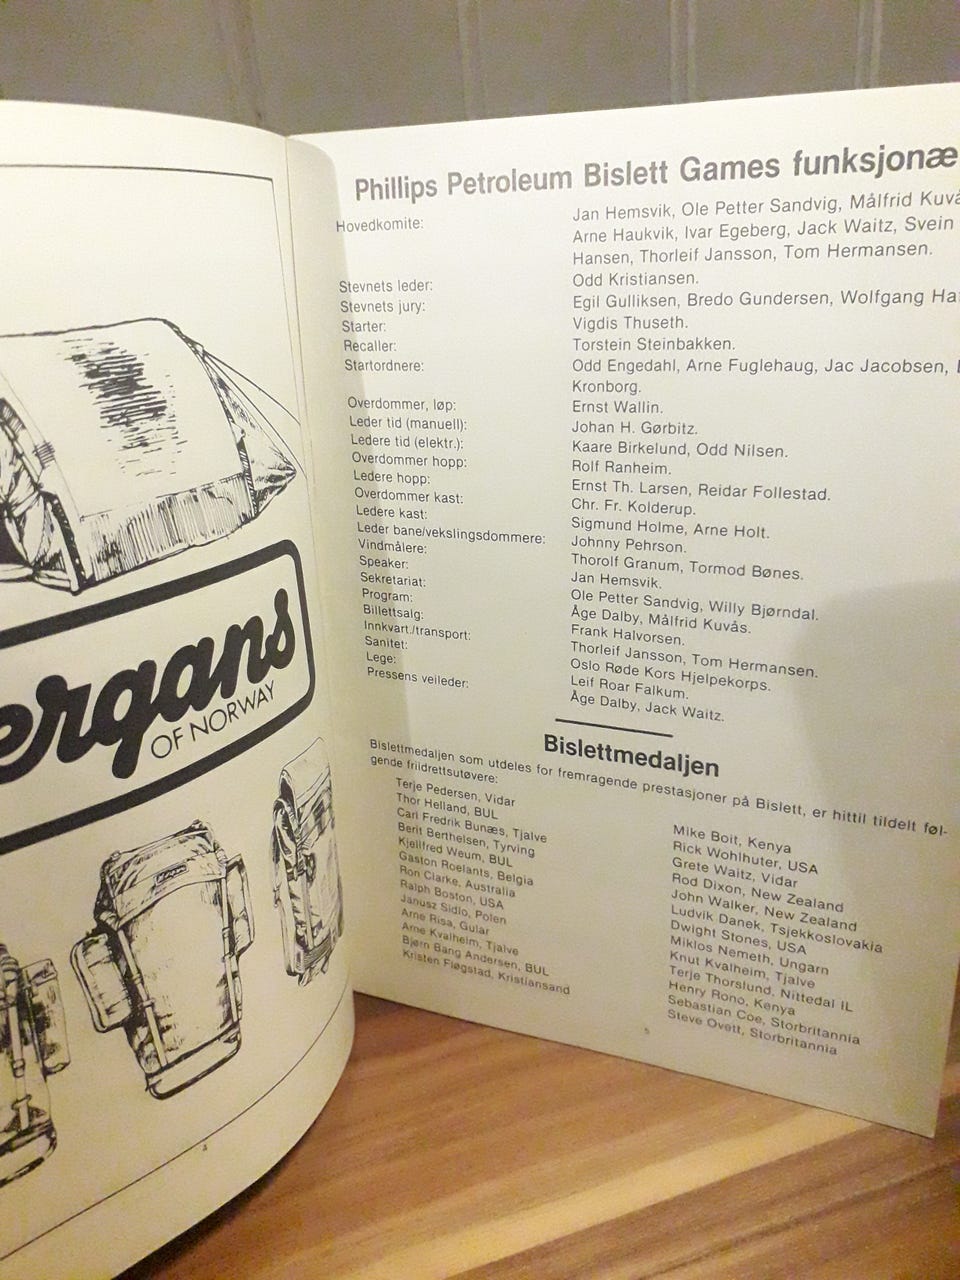 ergans
OF NORWAY
4
Phillips Petroleum Bislett Games funksjonæ
Hovedkomite: Jan Hemsvik, Ole Petter Sandvig, Målfrid Kuvå
Arne Haukvik, Ivar Egeberg, Jack Waitz, Svein
Hansen, Thorleif Jansson, Tom Hermansen.
Stevnets leder: Odd Kristiansen.
Stevnets jury: Egil Gulliksen, Bredo Gundersen, Wolfgang
Starter: Vigdis Thuseth.
Recaller: Torstein Steinbakken.
Startordnere: Odd Engedahl, Arne Fuglehaug, Jac Jacobsen,
Kronborg.
Overdommer, løp: Ernst Wallin.
Leder tid (manuell): Johan H. Gørbitz.
Ledere tid (elektr.): Kaare Birkelund, Odd Nilsen.
Overdommer hopp: Rolf Ranheim.
Ledere hopp: Ernst Th. Larsen, Reidar Follestad.
Overdommer kast: Chr. Fr. Kolderup.
Ledere kast: Sigmund Holme, Arne Holt.
Leder bane/vekslingsdommere: Johnny Pehrson.
Vindmålere: Thorolf Granum, Tormod Bønes.
Speaker: Jan Hemsvik.
Sekretariat: Ole Petter Sandvig, Willy Bjørndal.
Program: Åge Dalby, Målfrid Kuvås.
Billettsalg: Frank Halvorsen.
Innkvart./transport: Thorleif Jansson, Tom Hermansen.
Sanitet: Oslo Røde Kors Hjelpekorps.
Lege: Leif Roar Falkum.
Pressens veileder: Åge Dalby, Jack Waitz.
Bislettmedaljen
Bislettmedaljen som utdeles for fremragende prestasjoner på Bislett, er hittil tildelt føl-
gende friidrettsutøvere:
Terje Pedersen, Vidar
Thor Helland, BUL
Carl Fredrik Bunæs, Tjalve
Berit Berthelsen, Tyrving
Kjellfred Weum, BUL
Gaston Roelants, Belgia
Ron Clarke, Australia
Ralph Boston, USA
Janusz Sidlo, Polen
Arne Risa, Gular
Arne Kvalheim, Tjalve
Bjørn Bang Andersen, BUL
Kristen Fløgstad, Kristiansand
Mike Boit, Kenya
Rick Wohlhuter, USA
Grete Waitz, Vidar
Rod Dixon, New Zealand
John Walker, New Zealand
Ludvik Danek, Tsjekkoslovakia
Dwight Stones, USA
Miklos Nemeth, Ungarn
Knut Kvalheim, Tjalve
Terje Thorslund, Nittedal IL
Henry Rono, Kenya
Sebastian Coe, Storbritannia
Steve Ovett, Storbritannia
5